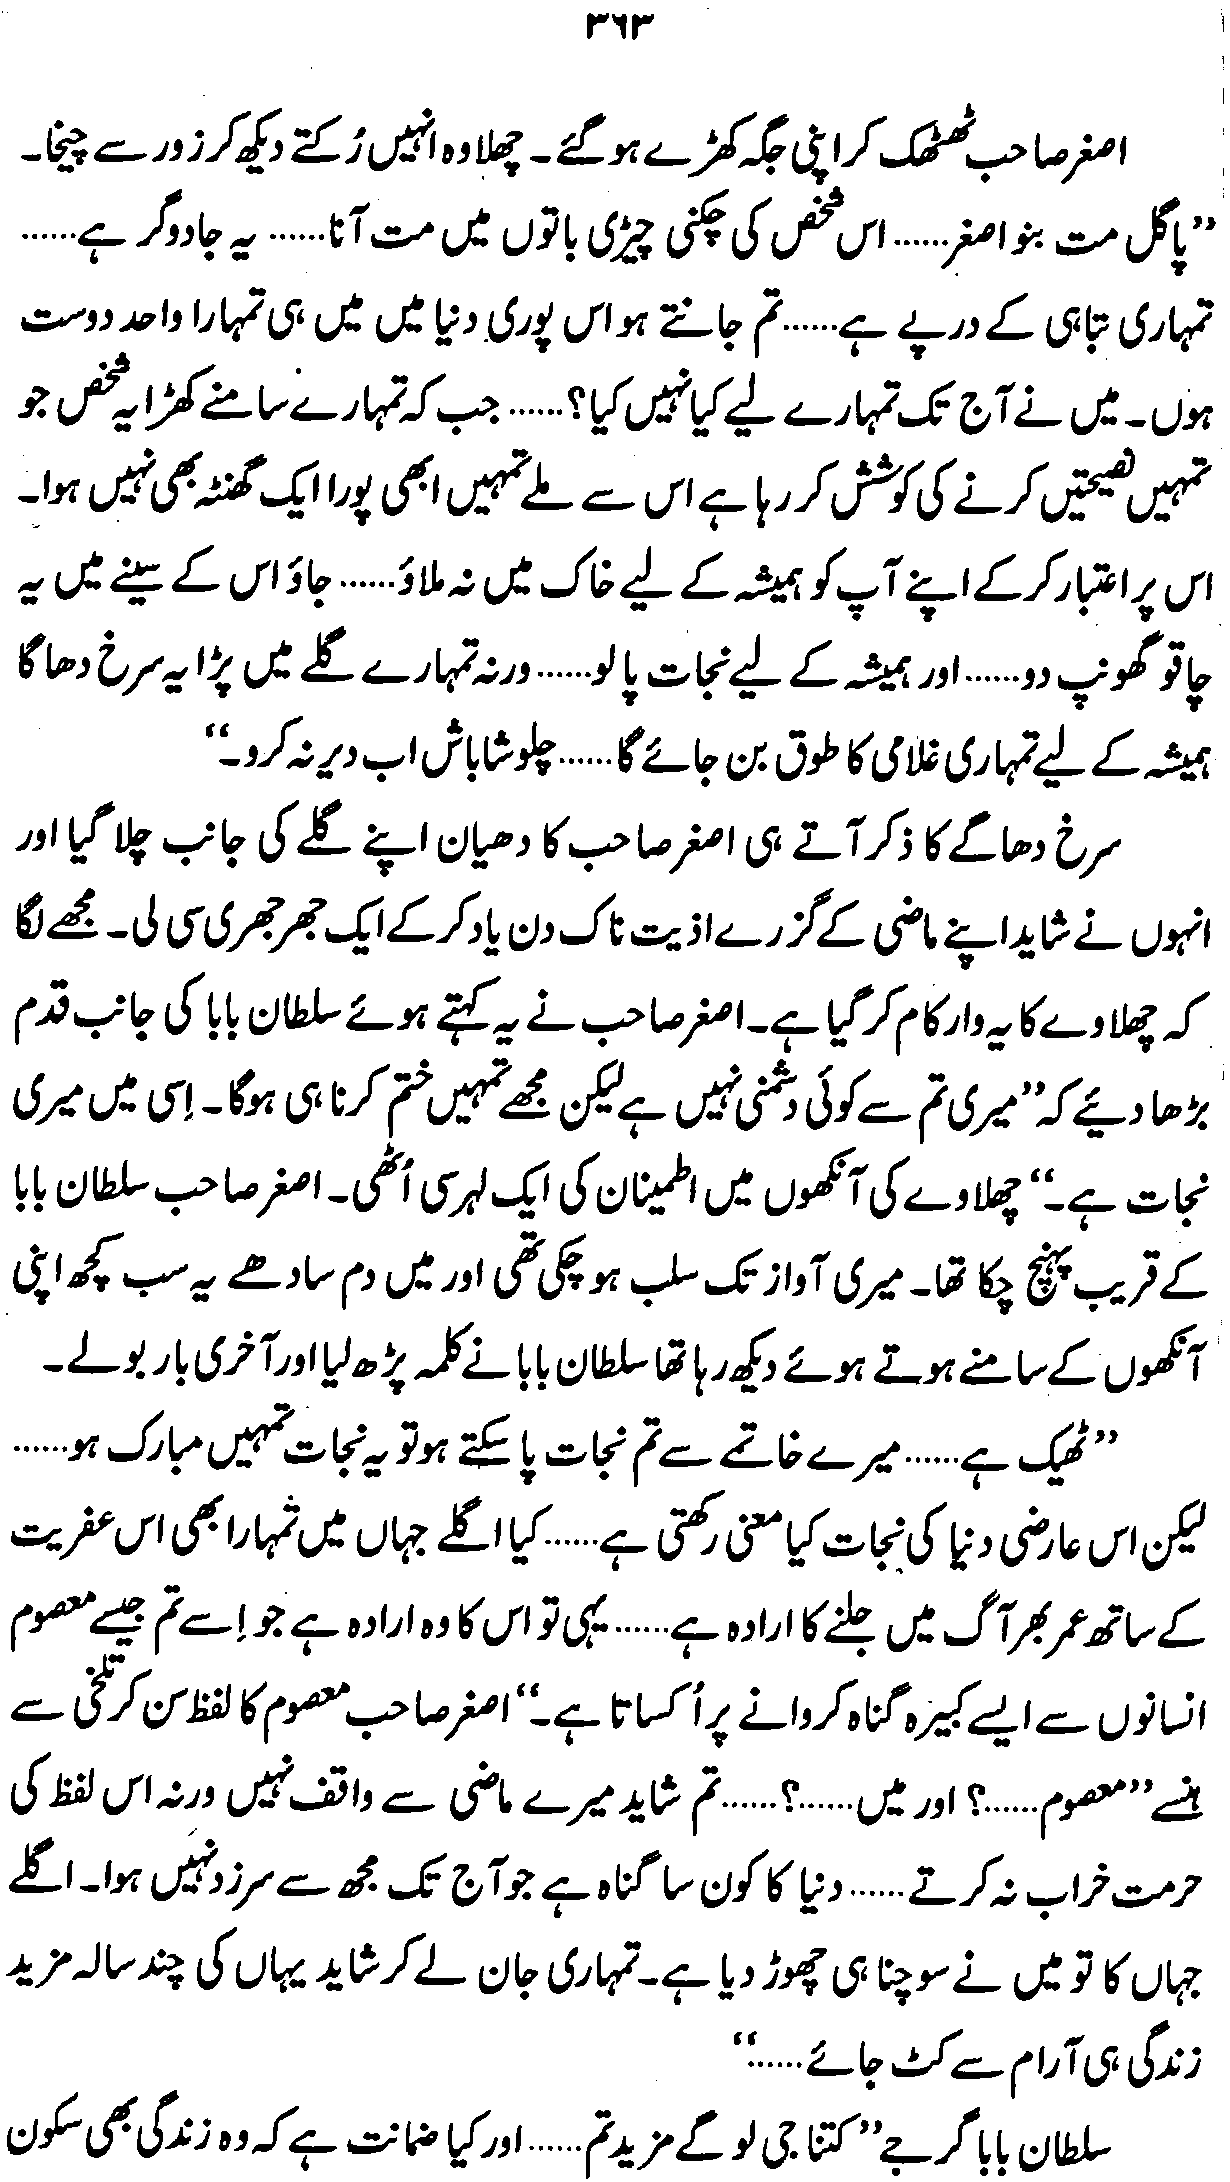 ۳۶۳
اصغر صاحب ٹھٹھک کر اپنی جگہ کھڑے ہو گئے۔ چھلاوہ انہیں رُکتے دیکھ کر زور سے چیخا۔
”پاگل مت بنو اصغر...... اس شخص کی چکنی چپڑی باتوں میں مت آنا...... یہ جادوگر ہے......
تمہاری تباہی کے درپے ہے...... تم جانتے ہو اس پوری دنیا میں میں ہی تمہارا واحد دوست
ہوں۔ میں نے آج تک تمہارے لیے کیا نہیں کیا؟...... جب کہ تمہارے سامنے کھڑا یہ شخص جو
تمہیں نصیحتیں کرنے کی کوشش کر رہا ہے اس سے ملے تمہیں ابھی پورا ایک گھنٹہ بھی نہیں ہوا۔
اس پر اعتبار کر کے اپنے آپ کو ہمیشہ کے لیے خاک میں نہ ملاؤ...... جاؤ اس کے سینے میں یہ
چاقو گھونپ دو...... اور ہمیشہ کے لیے نجات پا لو...... ورنہ تمہارے گلے میں پڑا یہ سرخ دھاگا
ہمیشہ کے لیے تمہاری غلامی کا طوق بن جائے گا...... چلو شاباش اب دیر نہ کرو۔“
سرخ دھاگے کا ذکر آتے ہی اصغر صاحب کا دھیان اپنے گلے کی جانب چلا گیا اور
انہوں نے شاید اپنے ماضی کے گزرے اذیت ناک دن یاد کر کے ایک جھرجھری سی لی۔ مجھے لگا
کہ چھلاوے کا یہ وار کام کر گیا ہے۔ اصغر صاحب نے یہ کہتے ہوئے سلطان بابا کی جانب قدم
بڑھا دیئے کہ ”میری تم سے کوئی دشمنی نہیں ہے لیکن مجھے تمہیں ختم کرنا ہی ہوگا۔ اِسی میں میری
نجات ہے۔“ چھلاوے کی آنکھوں میں اطمینان کی ایک لہر سی اُٹھی۔ اصغر صاحب سلطان بابا
کے قریب پہنچ چکا تھا۔ میری آواز تک سلب ہو چکی تھی اور میں دم سادھے یہ سب کچھ اپنی
آنکھوں کے سامنے ہوتے ہوئے دیکھ رہا تھا سلطان بابا نے کلمہ پڑھ لیا اور آخری بار بولے۔
”ٹھیک ہے...... میرے خاتمے سے تم نجات پا سکتے ہو تو یہ نجات تمہیں مبارک ہو......
لیکن اس عارضی دنیا کی نجات کیا معنی رکھتی ہے...... کیا اگلے جہاں میں تمہارا بھی اس عفریت
کے ساتھ عمر بھر آگ میں جلنے کا ارادہ ہے...... یہی تو اس کا وہ ارادہ ہے جو اِسے تم جیسے معصوم
انسانوں سے ایسے کبیرہ گناہ کروانے پر اُکساتا ہے۔“ اصغر صاحب معصوم کا لفظ سن کر تلخی سے
ہنسے ”معصوم......؟ اور میں......؟...... تم شاید میرے ماضی سے واقف نہیں ورنہ اس لفظ کی
حرمت خراب نہ کرتے...... دنیا کا کون سا گناہ ہے جو آج تک مجھ سے سرزد نہیں ہوا۔ اگلے
جہاں کا تو میں نے سوچنا ہی چھوڑ دیا ہے۔ تمہاری جان لے کر شاید یہاں کی چند سالہ مزید
زندگی ہی آرام سے کٹ جائے......“
سلطان بابا گرجے ”کتنا جی لو گے مزید تم...... اور کیا ضمانت ہے کہ وہ زندگی بھی سکون